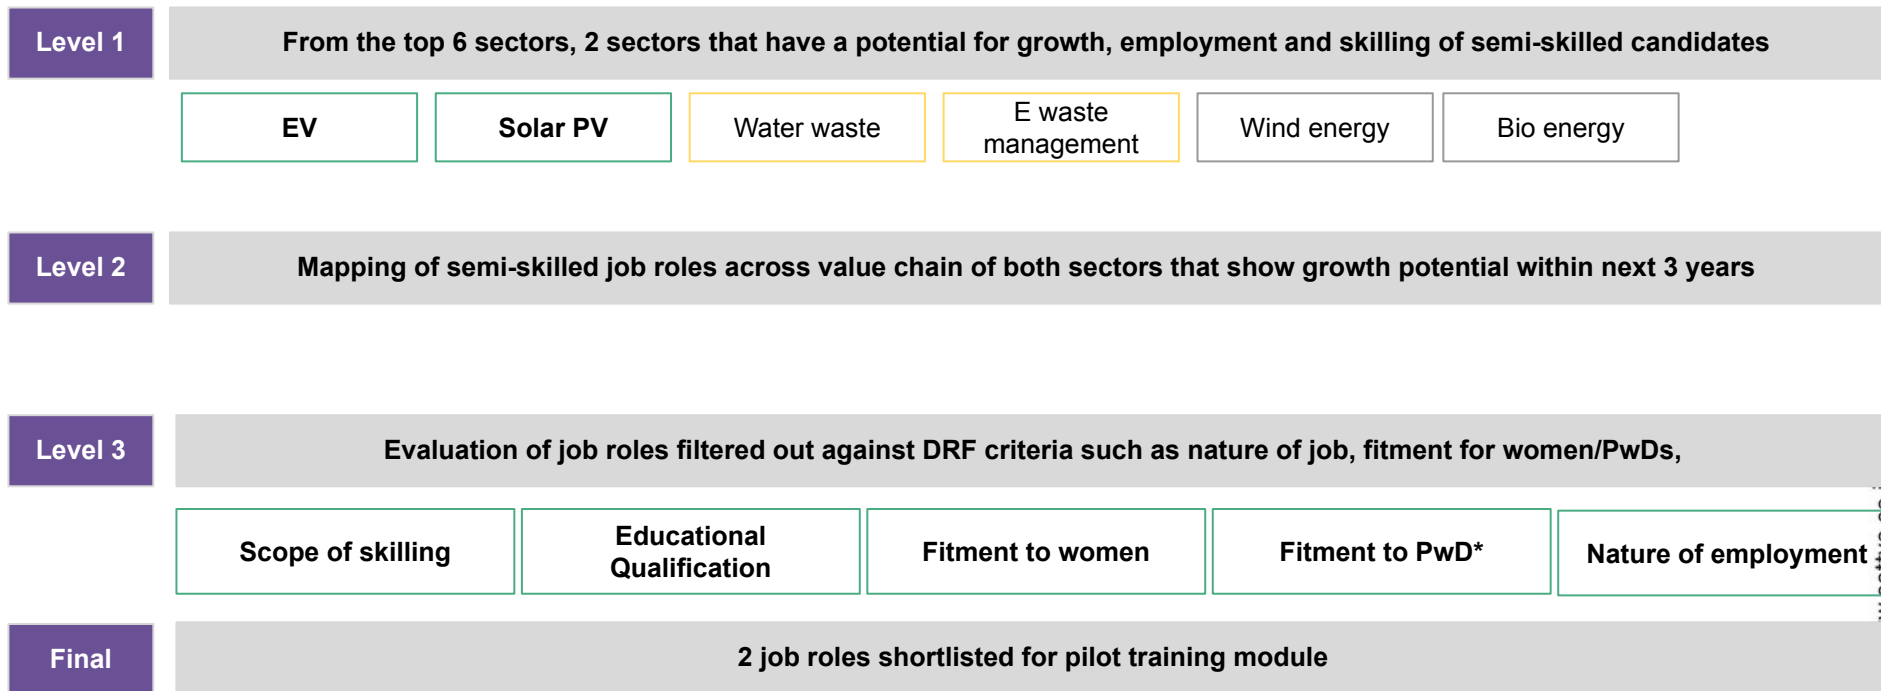 Level 1
From the top 6 sectors, 2 sectors that have a potential for growth, employment and skilling of semi-skilled candidates
EV
Solar PV
Water waste
E waste
management
Wind energy
Bio energy
Level 2
Mapping of semi-skilled job roles across value chain of both sectors that show growth potential within next 3 years
Level 3
Evaluation of job roles filtered out against DRF criteria such as nature of job, fitment for women/PwDs,
Scope of skilling
Educational
Qualification
Fitment to women
Fitment to PwD*
Nature of employment
Final
2 job roles shortlisted for pilot training module